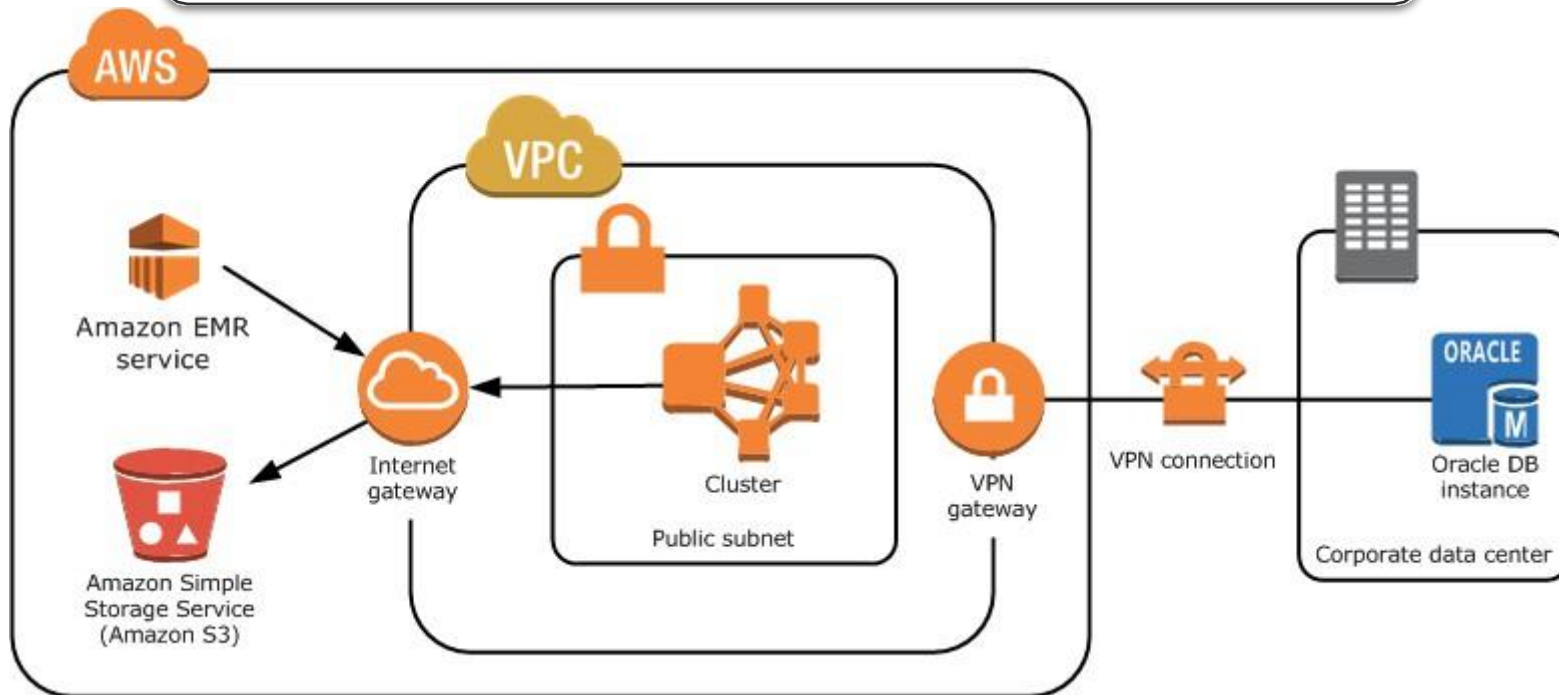 AWS
VPC
Amazon EMR
service
Internet
gateway
Amazon Simple
Storage Service
(Amazon S3)
Cluster
Public subnet
VPN
gateway
VPN connection
ORACLE
M
Oracle DB
instance
Corporate data center